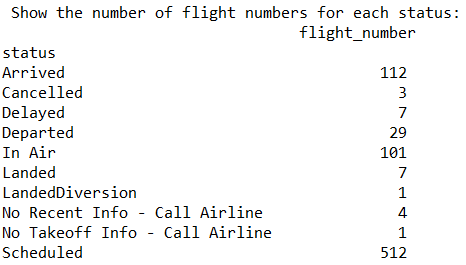 Show the number of flight numbers for each status:
flight_number
status
Arrived 112
Cancelled 3
Delayed 7
Departed 29
In Air 101
Landed 7
LandedDiversion 1
No Recent Info - Call Airline 4
No Takeoff Info - Call Airline 1
Scheduled 512